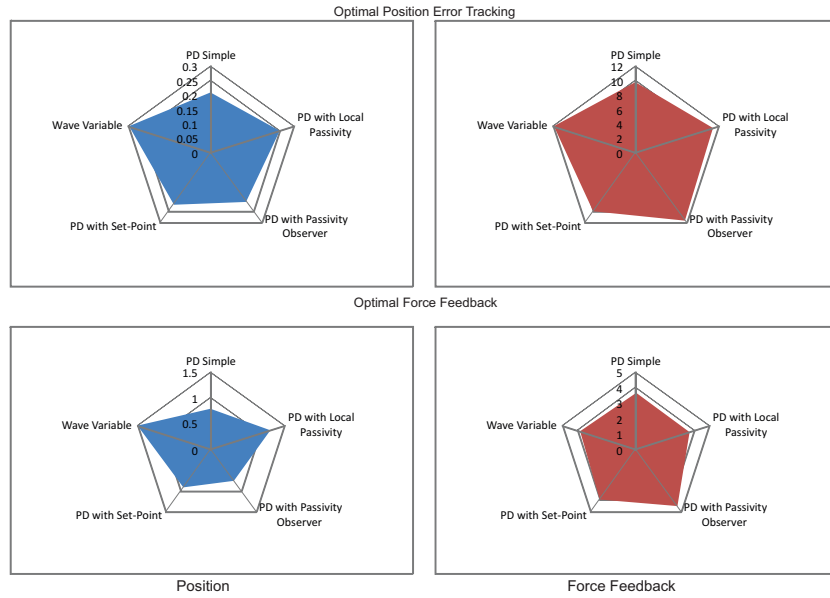 Optimal Position Error Tracking
PD Simple
0.3
0.25
0.2
0.15
0.1
0.05
0
PD with Local
Passivity
PD with Passivity
Observer
PD with Set-Point
Wave Variable
PD Simple
12
10
8
6
4
2
0
PD with Local
Passivity
PD with Passivity
Observer
PD with Set-Point
Wave Variable
Optimal Force Feedback
PD Simple
1.5
1
0.5
0
PD with Local
Passivity
PD with Passivity
Observer
PD with Set-Point
Wave Variable
PD Simple
5
4
3
2
1
0
PD with Local
Passivity
PD with Passivity
Observer
PD with Set-Point
Wave Variable
Position
Force Feedback